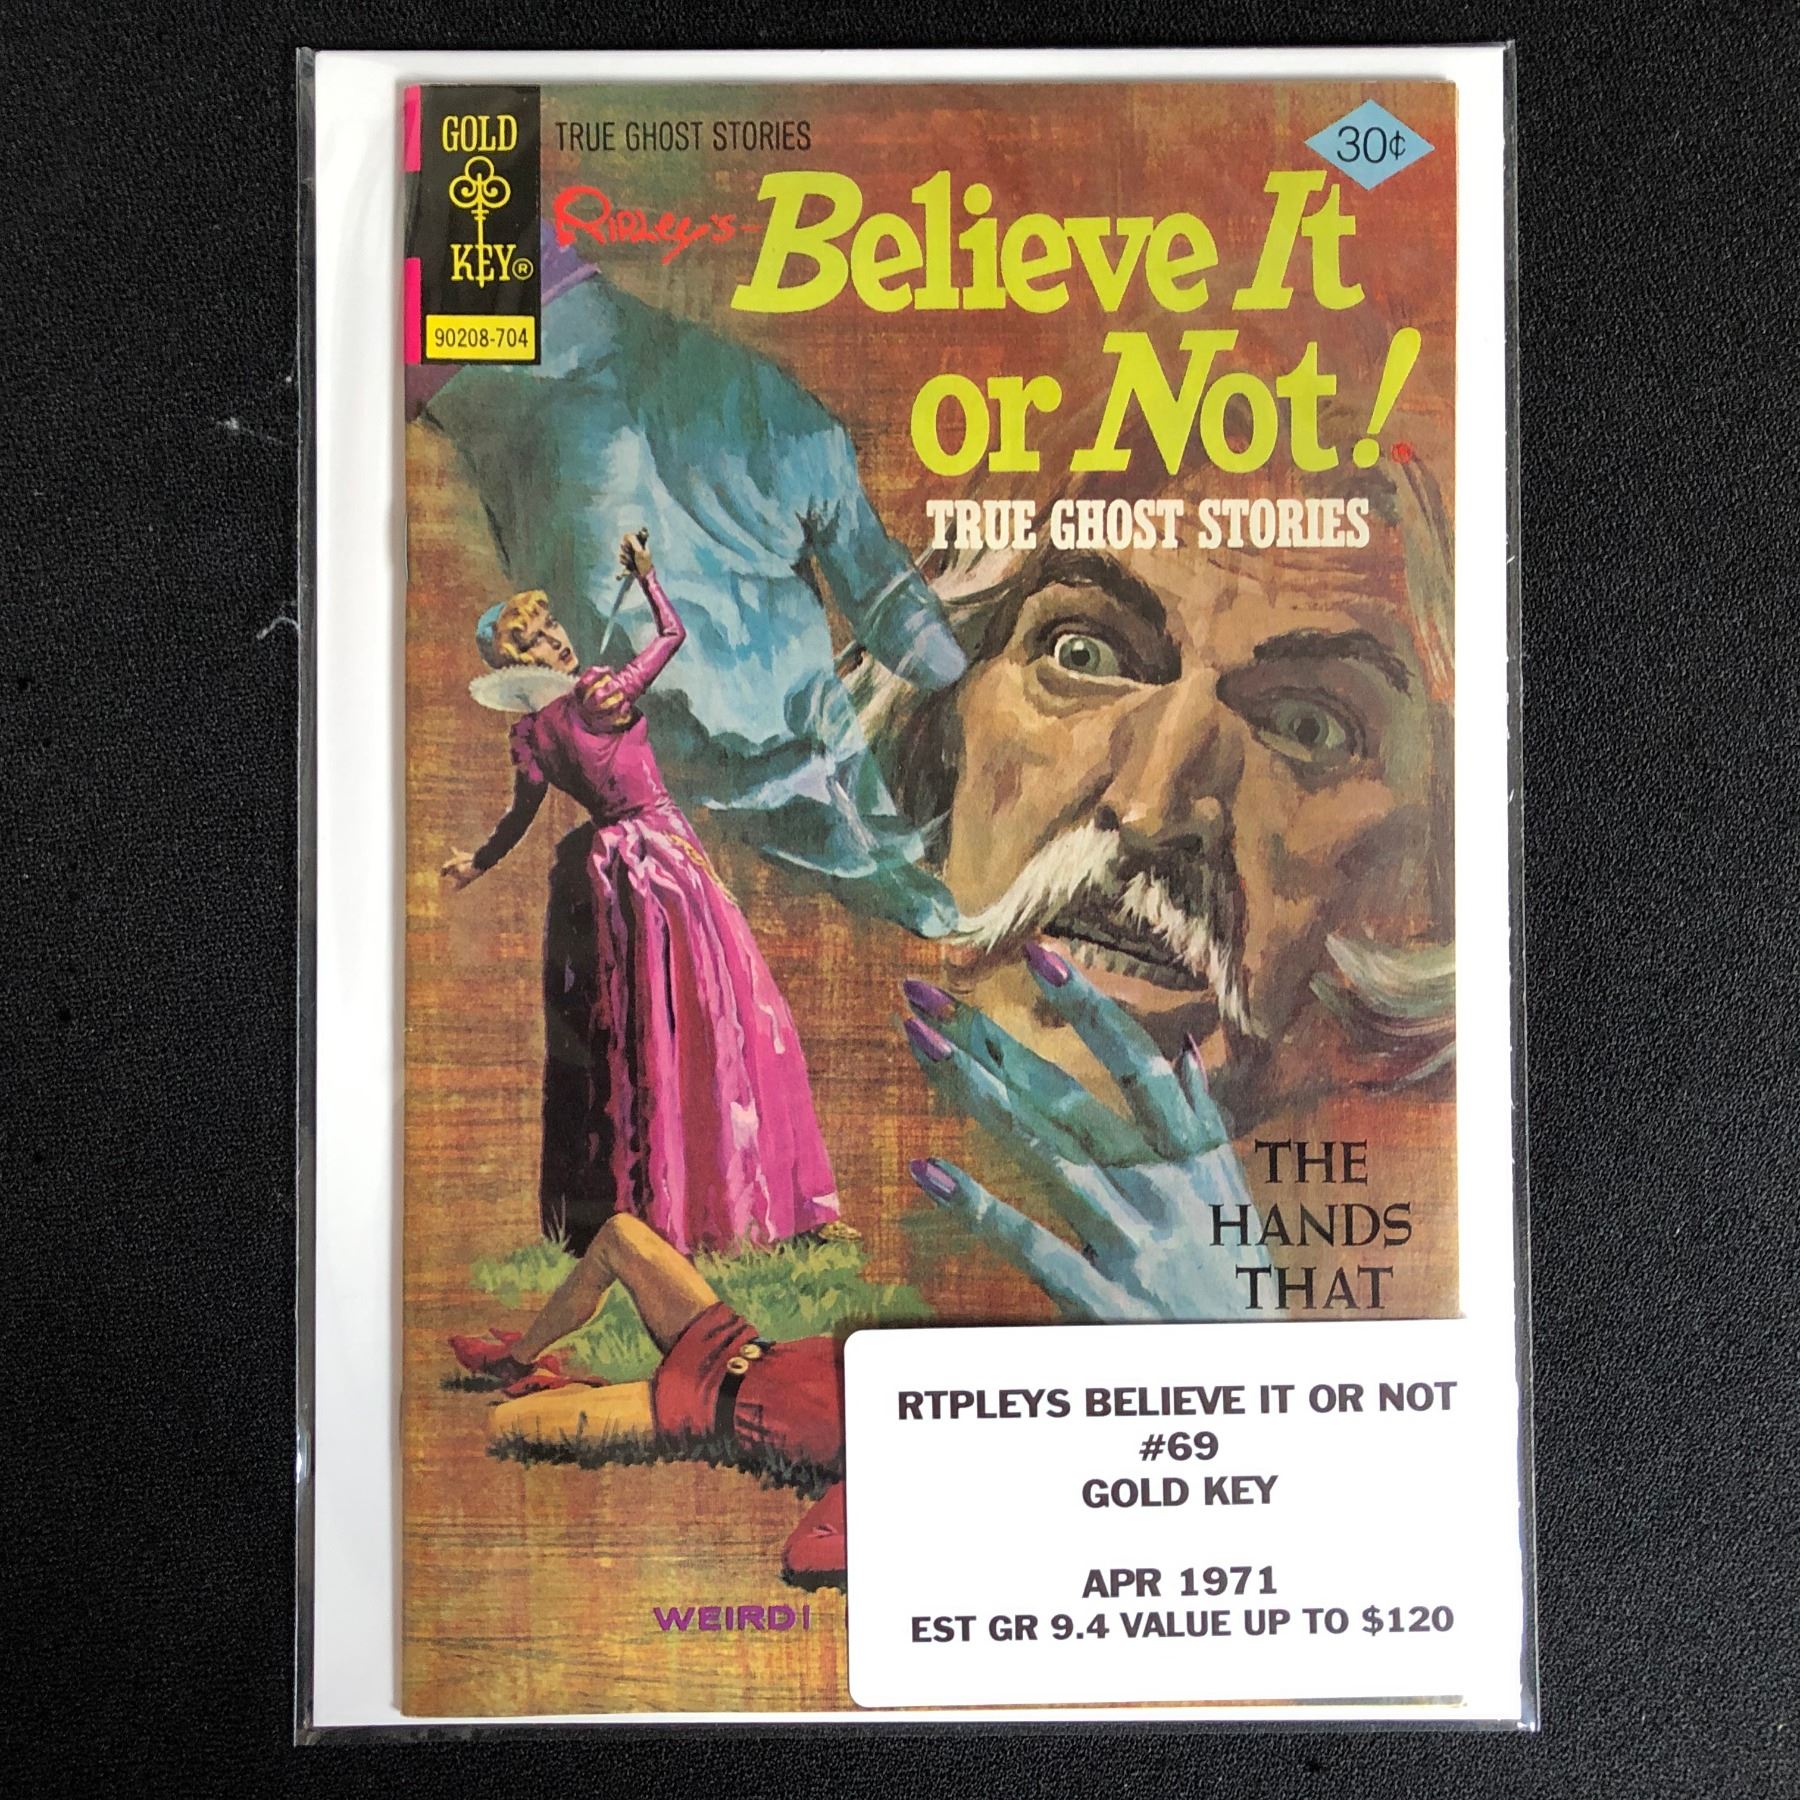 GOLD
KEY®
90208-704
TRUE GHOST STORIES
30¢
Ripley's-
Believe It
or Not!
TRUE GHOST STORIES
THE
HANDS
THAT
WEIRD!
RTPLEYS BELIEVE IT OR NOT
#69
GOLD KEY
APR 1971
EST GR 9.4 VALUE UP TO $120